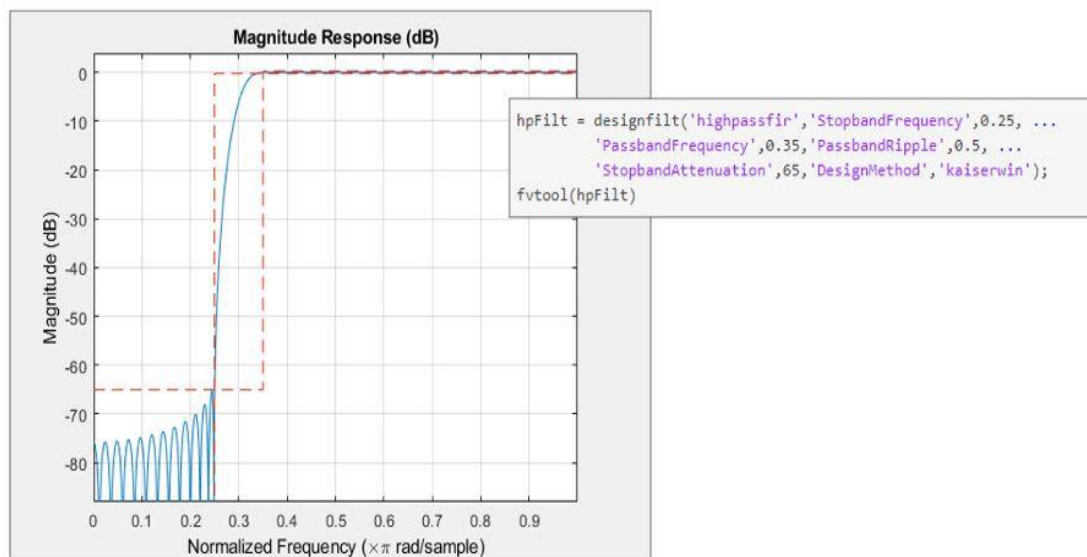 Magnitude Response (dB)
0
-10
-20
-30
-40
-50
-60
-70
-80
Magnitude (dB)
0 0.1 0.2 0.3 0.4 0.5 0.6 0.7 0.8 0.9
Normalized Frequency (×π rad/sample)
hpFilt = designfilt('highpassfir','StopbandFrequency',0.25, ...
'PassbandFrequency',0.35,'PassbandRipple',0.5, ...
'StopbandAttenuation',65,'DesignMethod','kaiserwin');
fvtool(hpFilt)